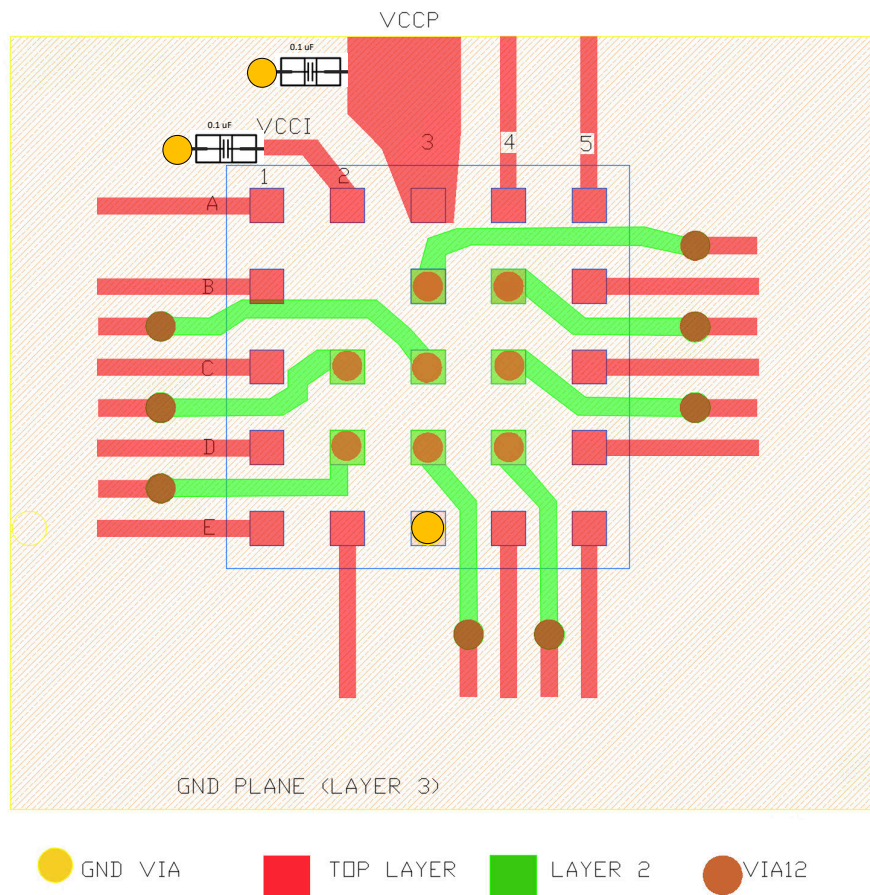 VCCP
0.1 uF
0.1 uF
VCCI
3
4
5
1
2
A
B
C
D
E
GND PLANE (LAYER 3)
GND VIA
TOP LAYER
LAYER 2
VIA12